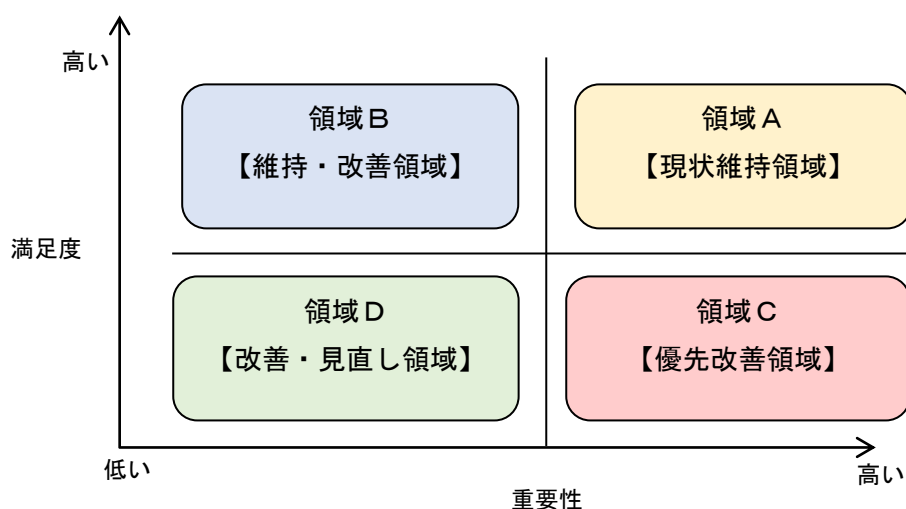 高い
領域Ｂ
【維持・改善領域】
領域Ａ
【現状維持領域】
満足度
領域Ｄ
【改善・見直し領域】
領域Ｃ
【優先改善領域】
低い
高い
重要性